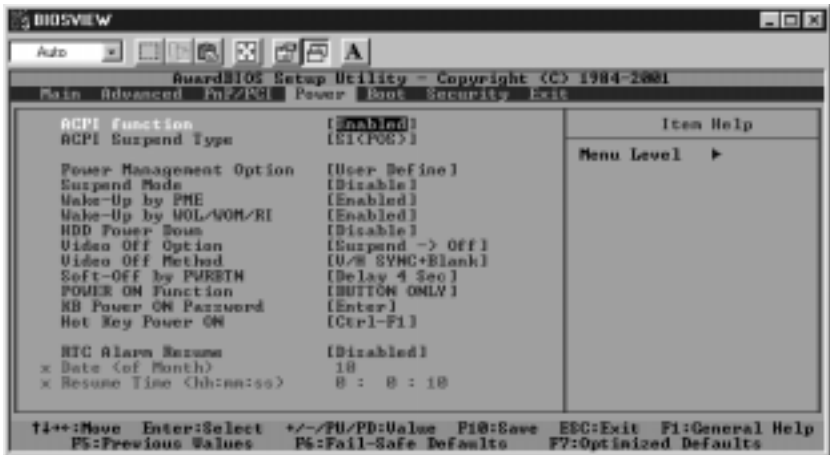 BIOSVIEW
Auto A
AwardBIOS Setup Utility - Copyright (C) 1984-2001
Main Advanced PnP/PCI Power Boot Security Exit
ACPI function [Enabled] Item Help
ACPI Suspend Type [S1(POS)]
Menu Level ▶
Power Management Option [User Define]
Suspend Mode [Disable]
Wake-Up by PME [Enabled]
Wake-Up by WOL/WOM/RI [Enabled]
HDD Power Down [Disable]
Video Off Option [Suspend -> Off]
Video Off Method [V/H SYNC+Blank]
Soft-Off by PWRBTN [Delay 4 Sec]
POWER ON Function [BUTTON ONLY]
KB Power ON Password [Enter]
Hot Key Power ON [Ctrl-F1]
RTC Alarm Resume [Disabled]
x Date (of Month) 10
x Resume Time (hh:mm:ss) 0 : 0 : 10
↑↓→←:Move Enter:Select +/-/PU/PD:Value F10:Save ESC:Exit F1:General Help
F5:Previous Values F6:Fail-Safe Defaults F7:Optimized Defaults